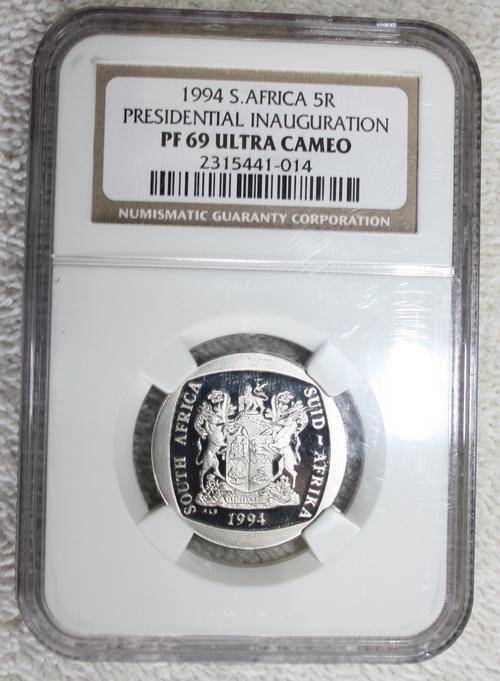 1994 S.AFRICA 5R
PRESIDENTIAL INAUGURATION
PF 69 ULTRA CAMEO
2315441-014
NUMISMATIC GUARANTY CORPORATION
SOUTH AFRICA
SUID-AFRIKA
ALS
1994